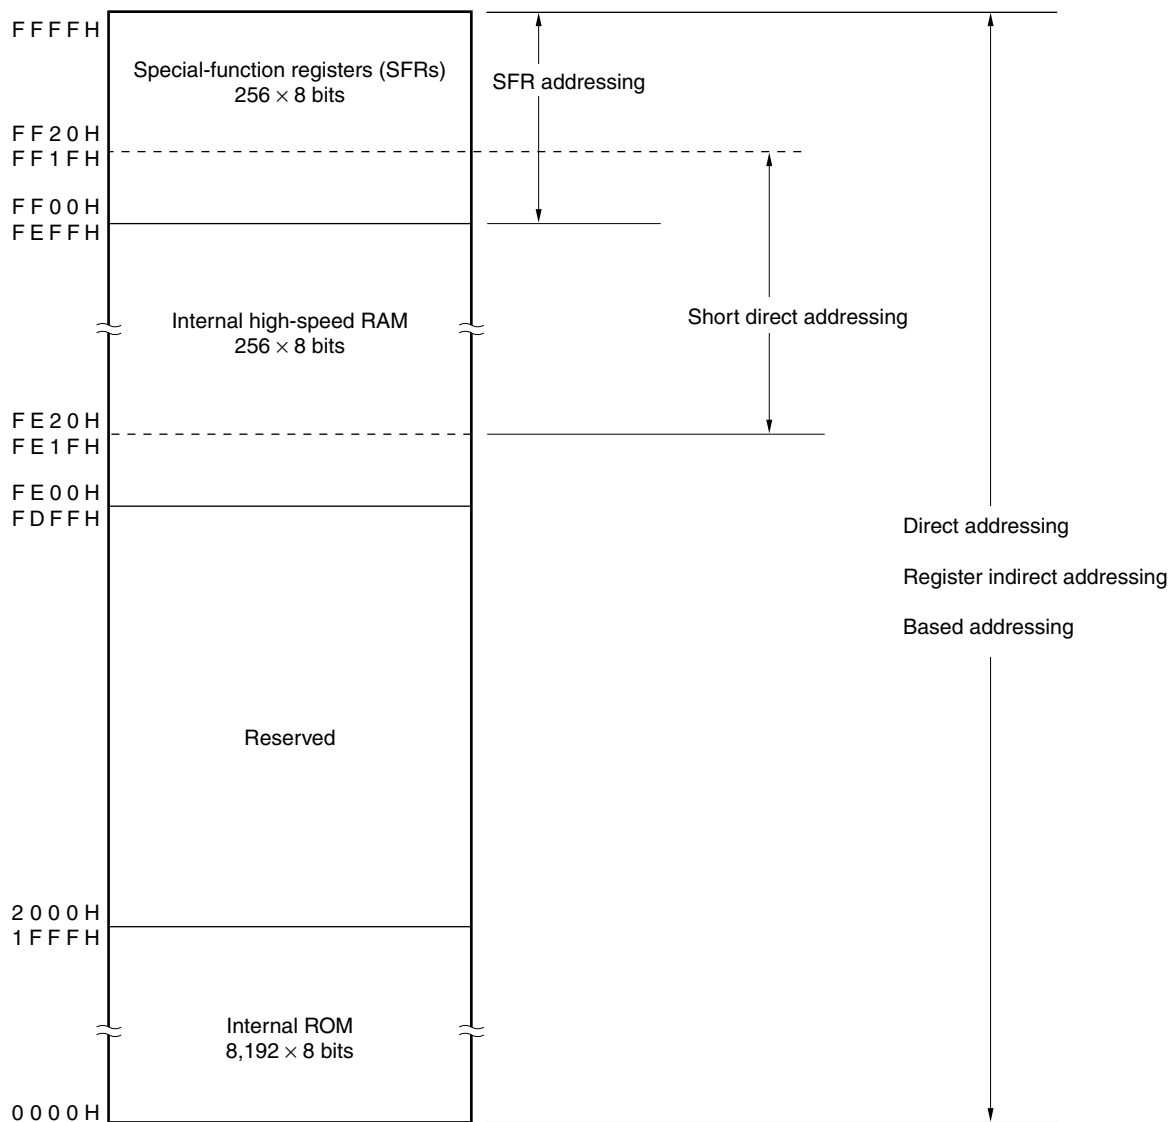 FFFFH
Special-function registers (SFRs)
256 × 8 bits
SFR addressing
FF20H
FF1FH
FF00H
FEFFH
Internal high-speed RAM
256 × 8 bits
Short direct addressing
FE20H
FE1FH
FE00H
FDFFH
Direct addressing
Register indirect addressing
Based addressing
Reserved
2000H
1FFFH
Internal ROM
8,192 × 8 bits
0000H